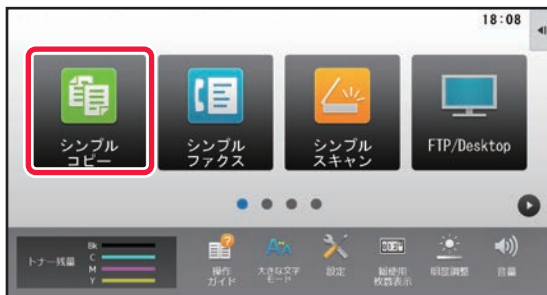 18:08
シンプル
コピー
シンプル
ファクス
シンプル
スキャン
FTP/Desktop
トナー残量
Bk
C
M
Y
操作
ガイド
大きな文字
モード
設定
総使用
枚数表示
明度調整
音量